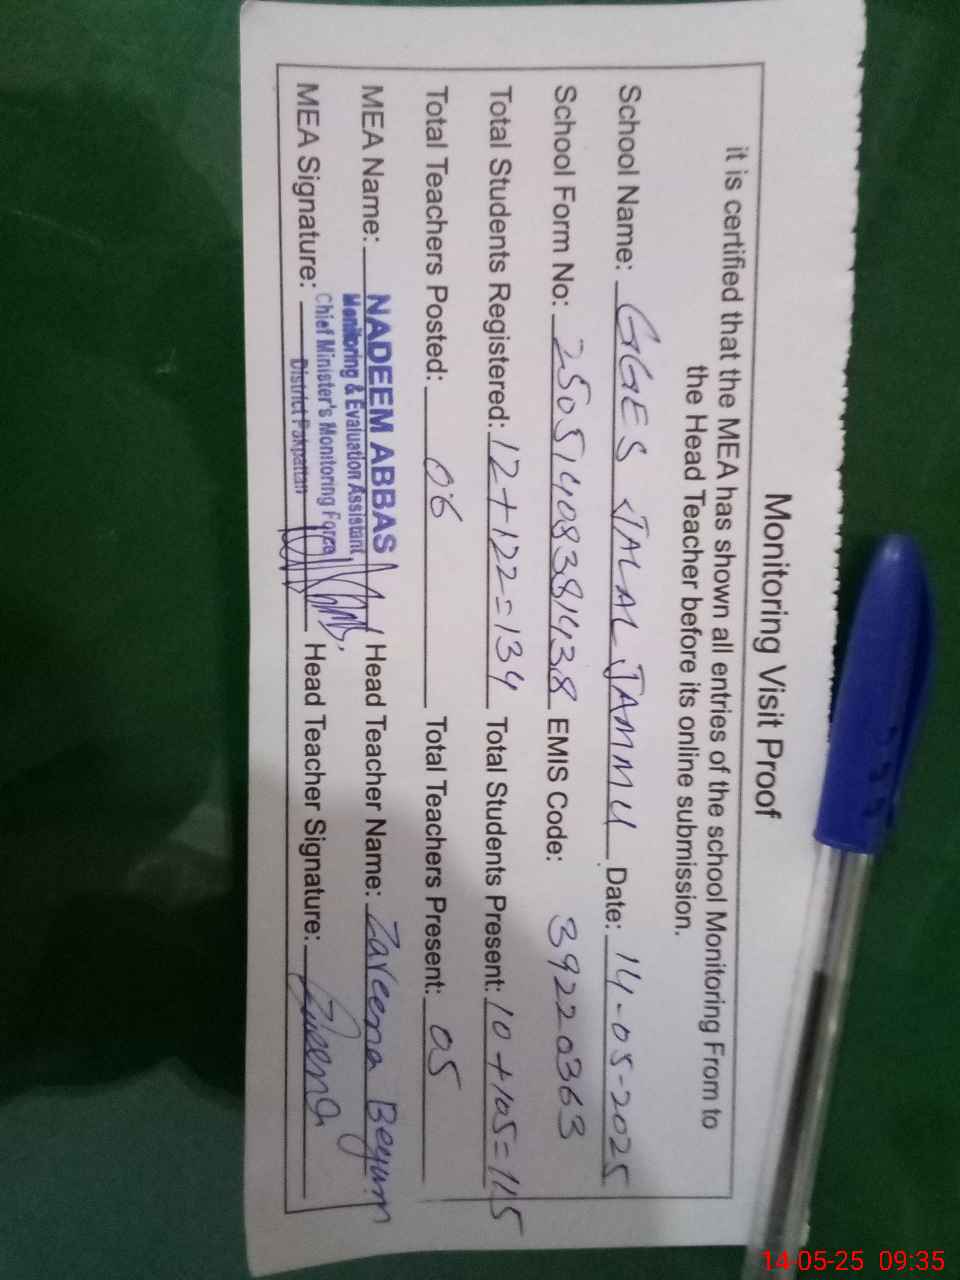 Monitoring Visit Proof
it is certified that the MEA has shown all entries of the school Monitoring From to
the Head Teacher before its online submission.
School Name: GGES JALAL JAMMU Date: 14-05-2025
School Form No: 25051408381438 EMIS Code: 39220363
Total Students Registered: 12+122=134 Total Students Present: 10+105=115
Total Teachers Posted: 06 Total Teachers Present: 05
MEA Name: NADEEM ABBAS Head Teacher Name: Zareena Begum
Monitoring & Evaluation Assistant,
Chief Minister's Monitoring Force
District Pakpattan
MEA Signature: Head Teacher Signature: Zareena
14-05-25 09:35